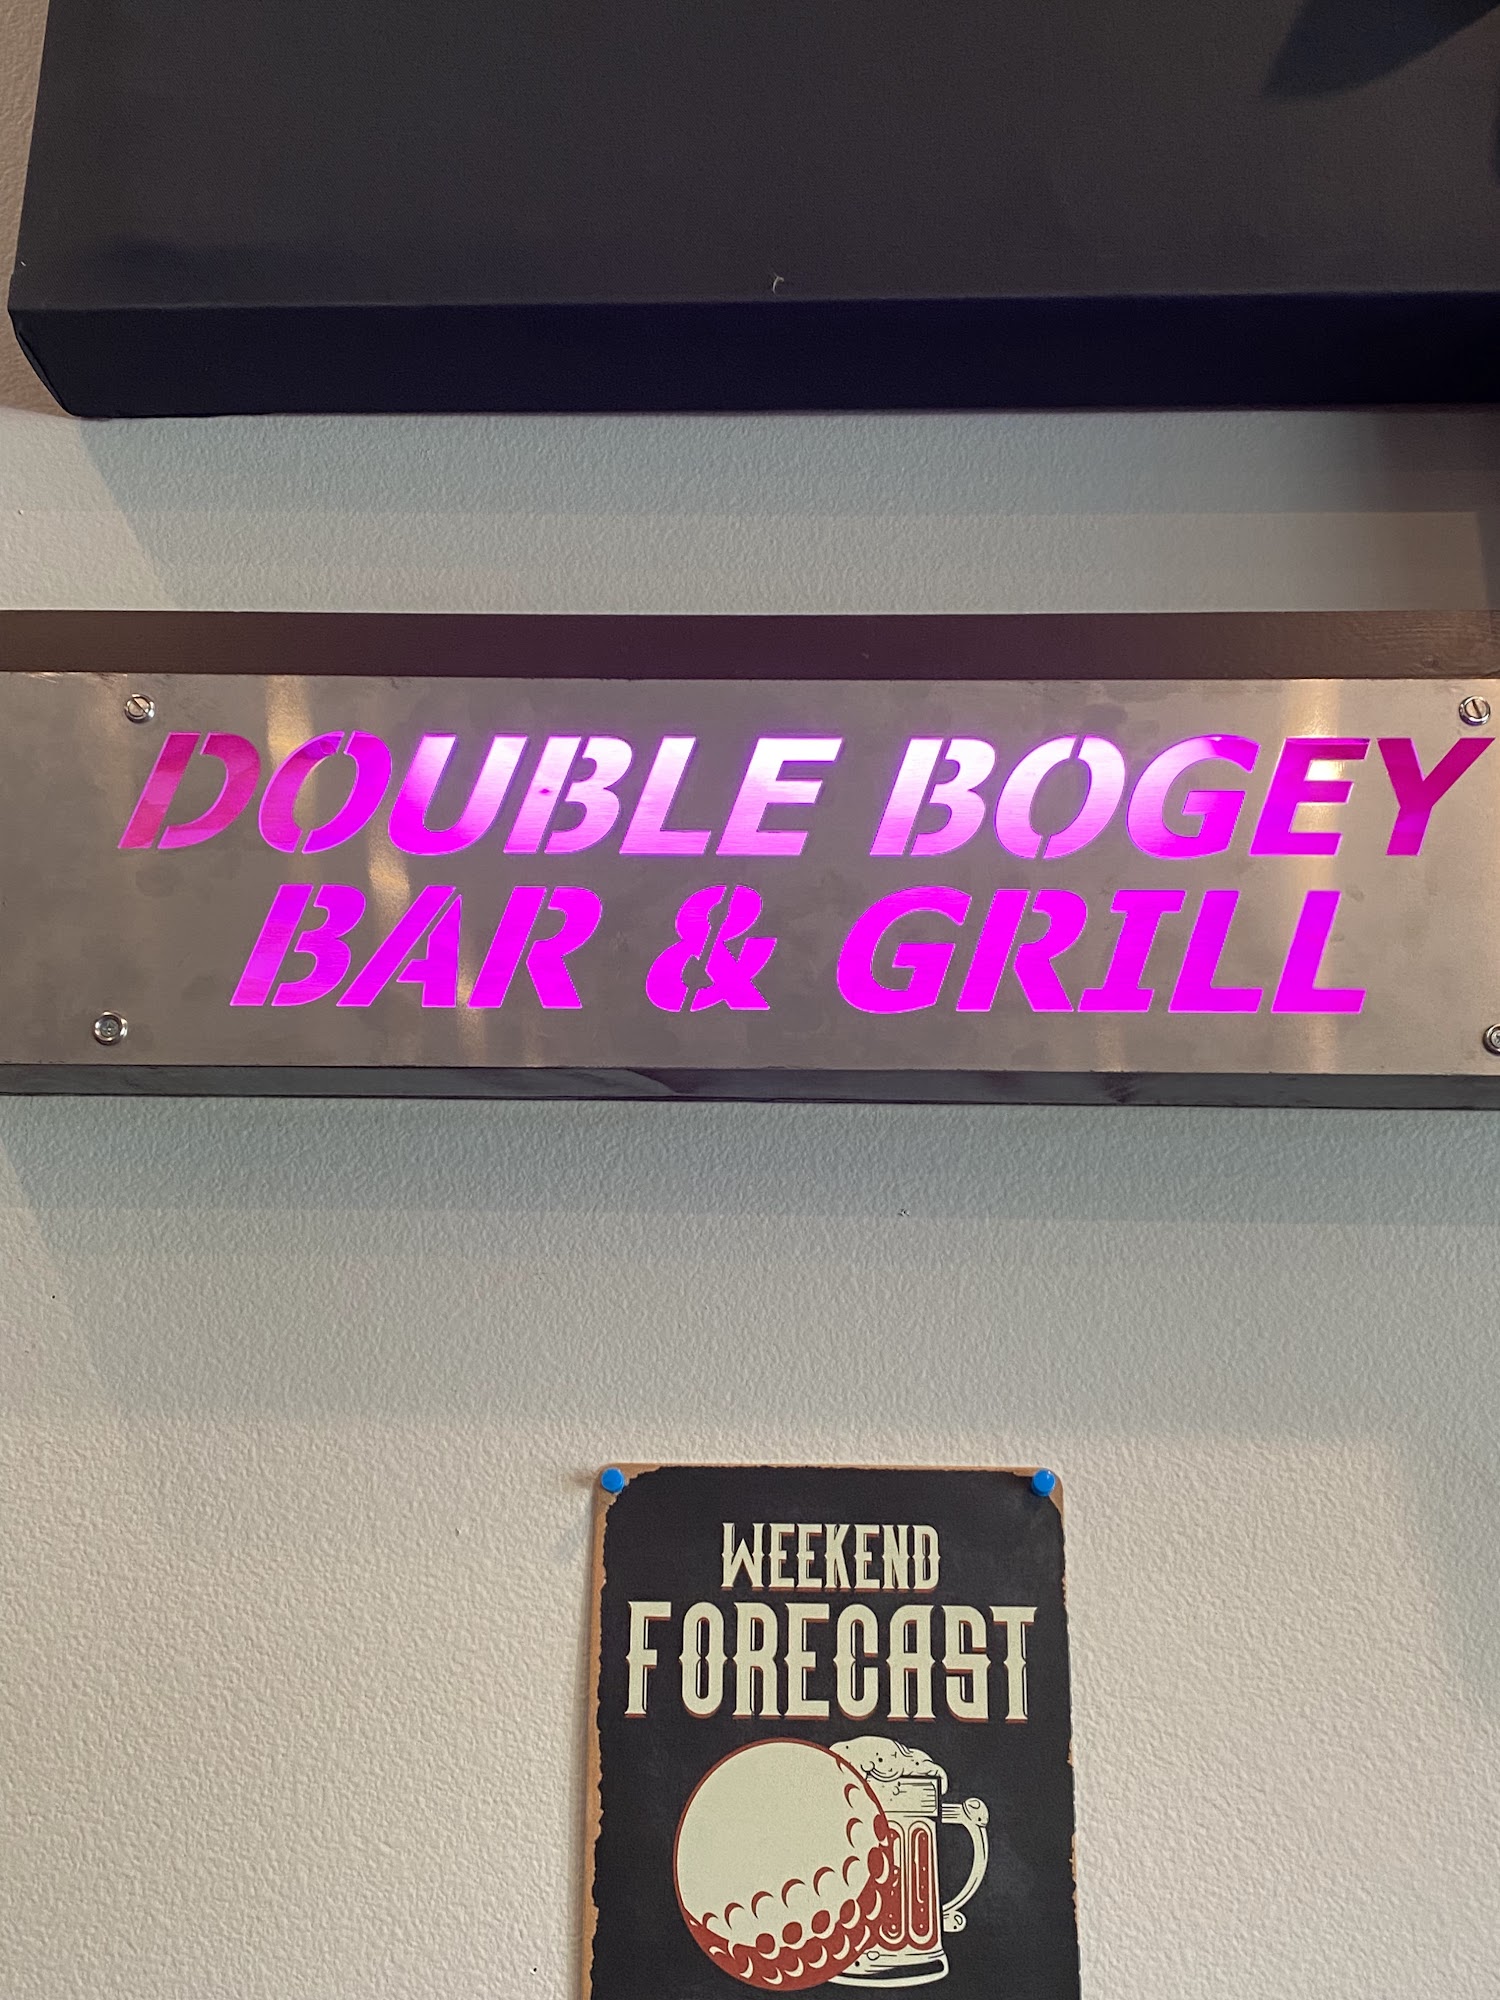 DOUBLE BOGEY
BAR & GRILL
WEEKEND
FORECAST